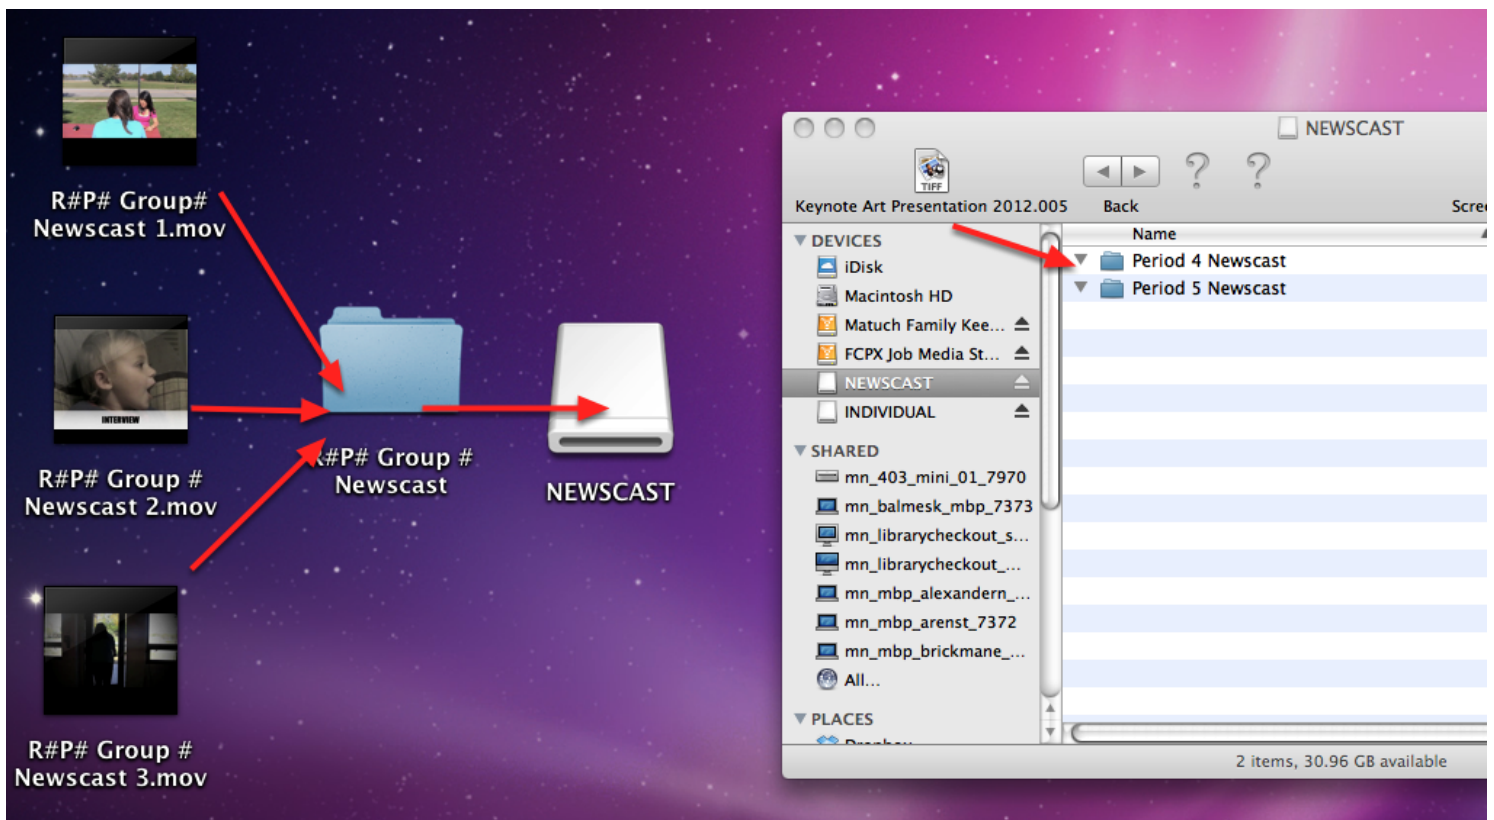 R#P# Group#
Newscast 1.mov
INTERVIEW
R#P# Group #
Newscast 2.mov
R#P# Group #
Newscast 3.mov
#P# Group #
Newscast
NEWSCAST
NEWSCAST
TIFF
Keynote Art Presentation 2012.005
Back
Scree
DEVICES
iDisk
Macintosh HD
Matuch Family Kee...
FCPX Job Media St...
NEWSCAST
INDIVIDUAL
SHARED
mn_403_mini_01_7970
mn_balmesk_mbp_7373
mn_librarycheckout_s...
mn_librarycheckout_...
mn_mbp_alexandern_...
mn_mbp_arenst_7372
mn_mbp_brickmane_...
All...
PLACES
Name
Period 4 Newscast
Period 5 Newscast
2 items, 30.96 GB available